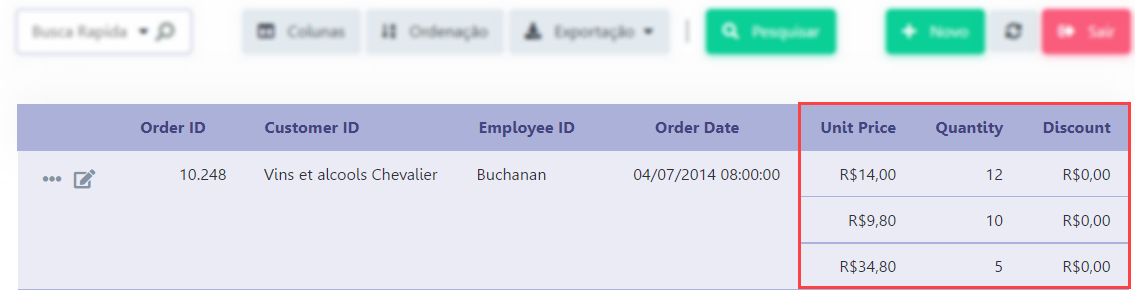 Busca Rapida Colunas Ordenação Exportação Pesquisar Novo Sair
Order ID Customer ID Employee ID Order Date Unit Price Quantity Discount
10.248 Vins et alcools Chevalier Buchanan 04/07/2014 08:00:00 R$14,00 12 R$0,00
R$9,80 10 R$0,00
R$34,80 5 R$0,00